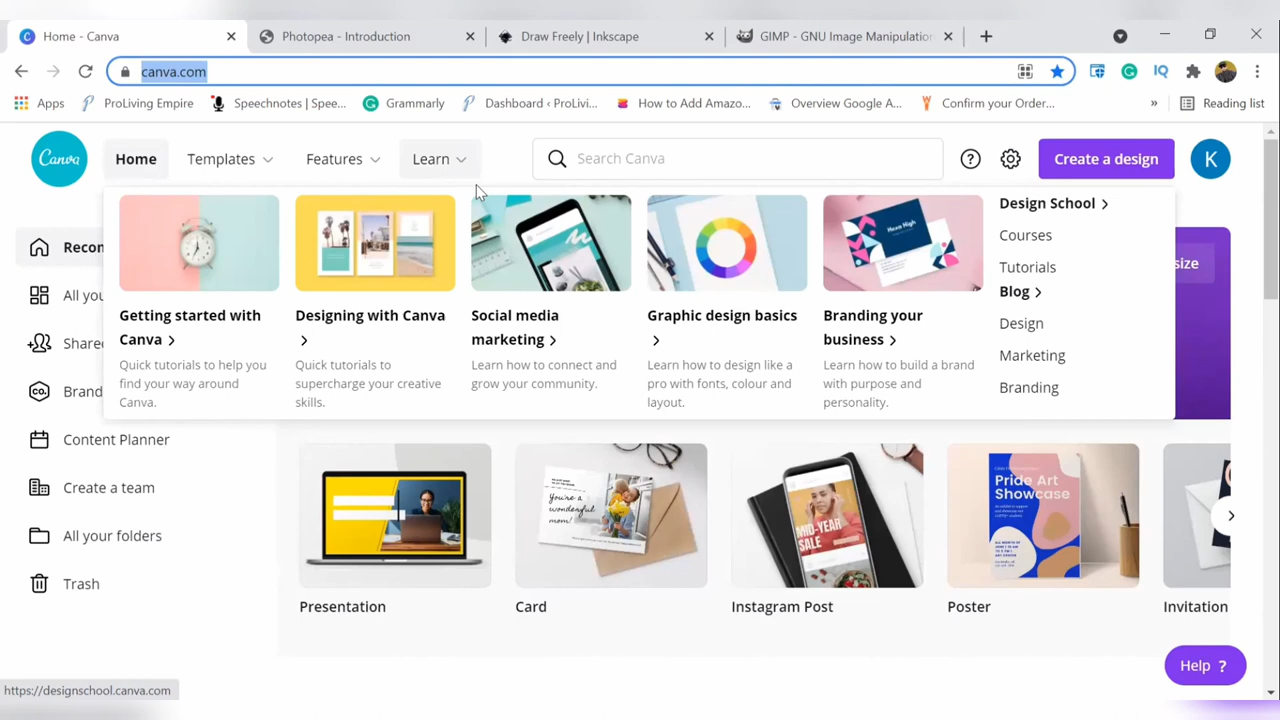 Home - Canva
Photopea - Introduction
Draw Freely | Inkscape
GIMP - GNU Image Manipulation
canva.com
Apps
ProLiving Empire
Speechnotes | Spee...
Grammarly
Dashboard ‹ ProLivi...
How to Add Amazo...
Overview Google A...
Confirm your Order...
»
Reading list
Canva
Home
Templates
Features
Learn
Search Canva
Create a design
K
Getting started with
Canva >
Quick tutorials to help you
find your way around
Canva.
Designing with Canva
>
Quick tutorials to
supercharge your creative
skills.
Social media
marketing >
Learn how to connect and
grow your community.
Graphic design basics
>
Learn how to design like a
pro with fonts, colour and
layout.
Branding your
business >
Learn how to build a brand
with purpose and
personality.
Design School >
Courses
Tutorials
Blog >
Design
Marketing
Branding
size
Recon
All you
Shared
Brand
Content Planner
Create a team
All your folders
Trash
You're a
wonderful
mom!
MID-YEAR
SALE
Pride Art
Showcase
Presentation
Card
Instagram Post
Poster
Invitation
Help ?
https://designschool.canva.com